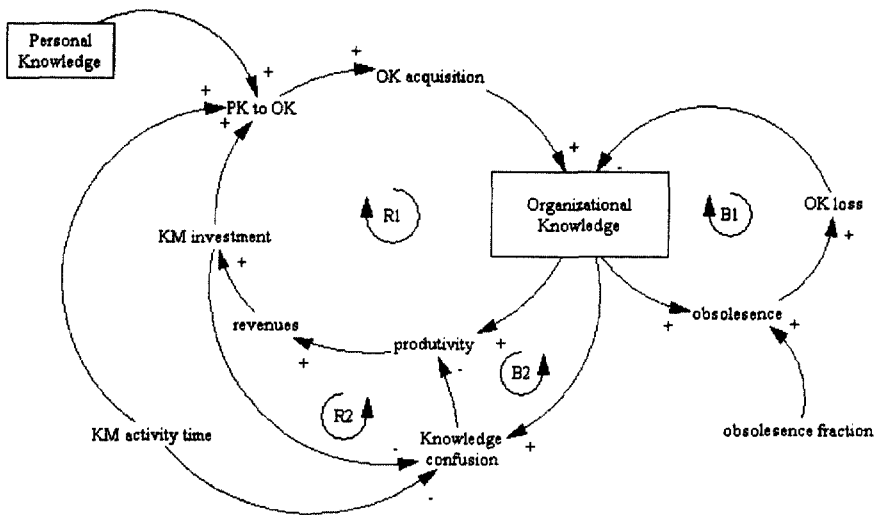 Personal
Knowledge
+
+
+
+
PK to OK
OK acquisition
+
-
Organizational
Knowledge
OK loss
+
R1
B1
KM investment
+
obsolesence
+
+
revenues
+
produtivity
+
-
B2
R2
KM activity time
Knowledge
confusion
-
-
+
obsolesence fraction